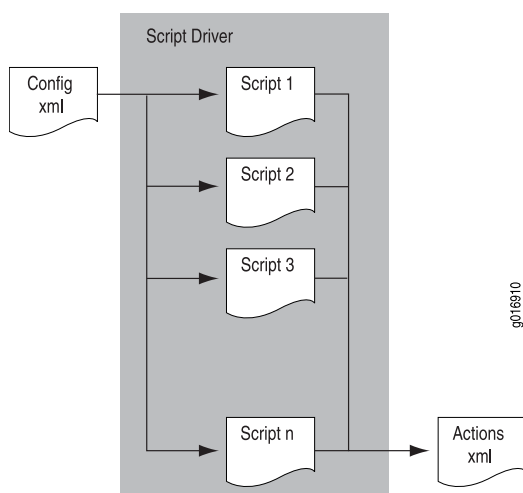 Script Driver
Config
xml
Script 1
Script 2
Script 3
Script n
Actions
xml
g016910